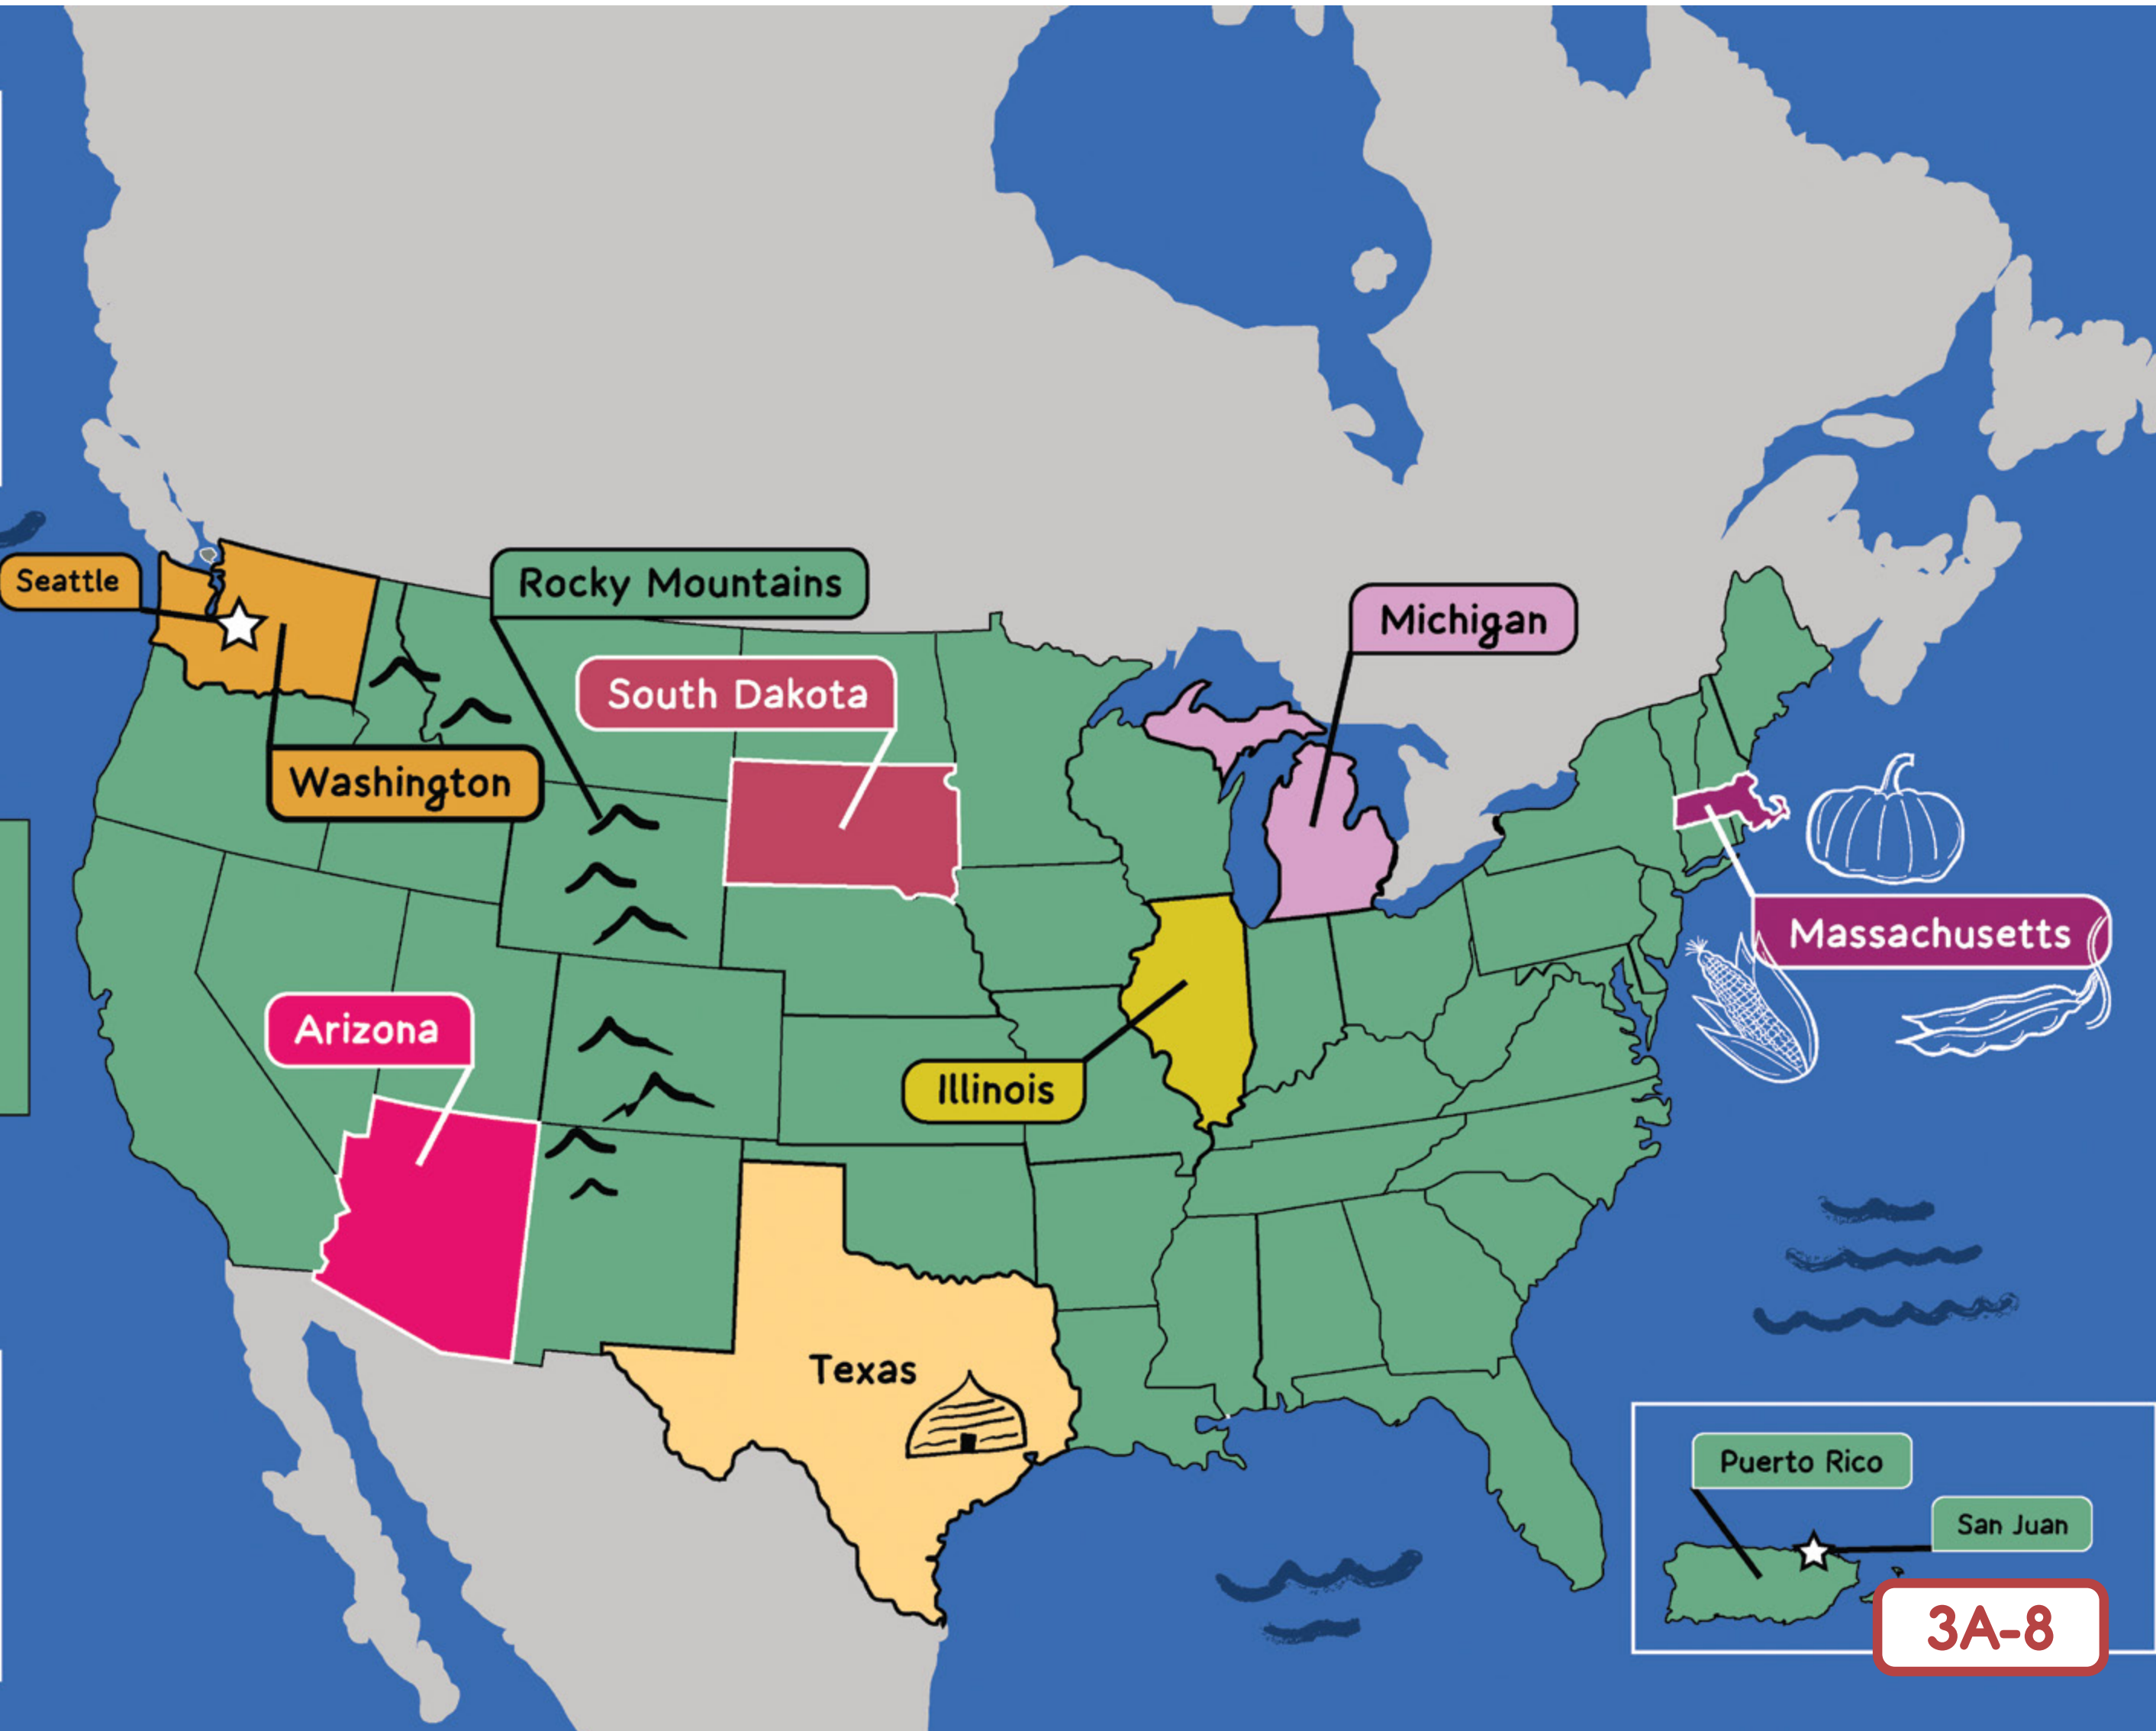 Seattle
Rocky Mountains
Michigan
South Dakota
Washington
Massachusetts
Arizona
Illinois
Texas
Puerto Rico
San Juan
3A-8